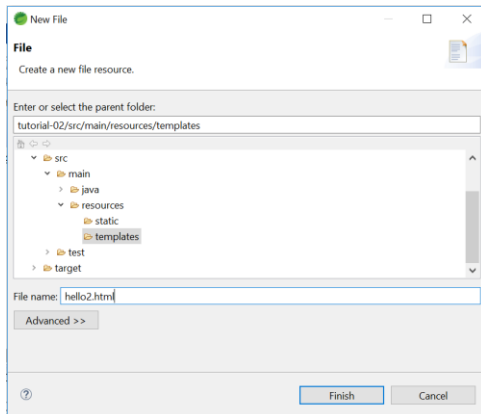 New File
File
Create a new file resource.
Enter or select the parent folder:
tutorial-02/src/main/resources/templates
src
main
java
resources
static
templates
test
target
File name: hello2.html
Advanced >>
Finish Cancel